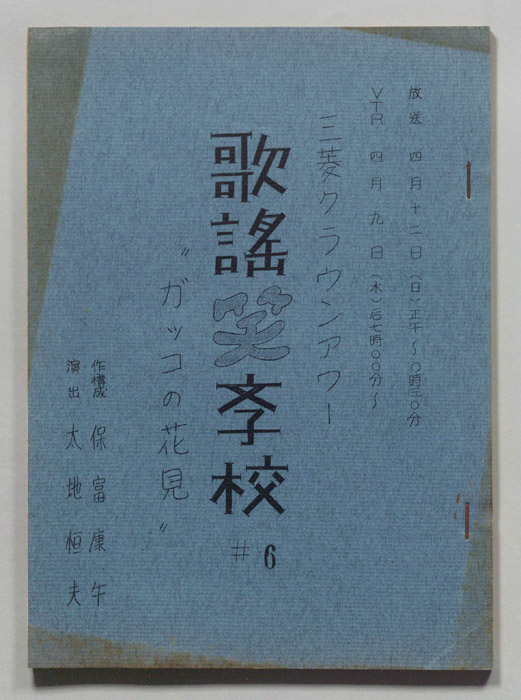 放送 四月十二日(日)正午~〇時三〇分
VTR 四月九日(木)后七時〇〇分~
三菱クラウンアワー
歌謡笑学校 #6
"ガッコの花見"
作構成 保富康午
演出 太地恒夫